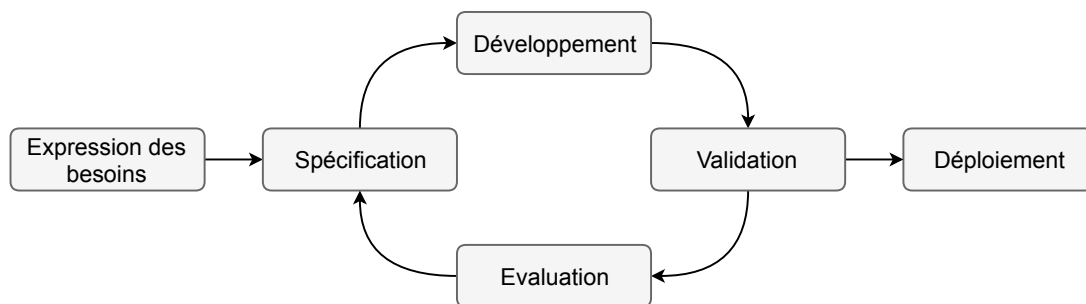 Développement
Expression des
besoins
Spécification
Validation
Déploiement
Evaluation